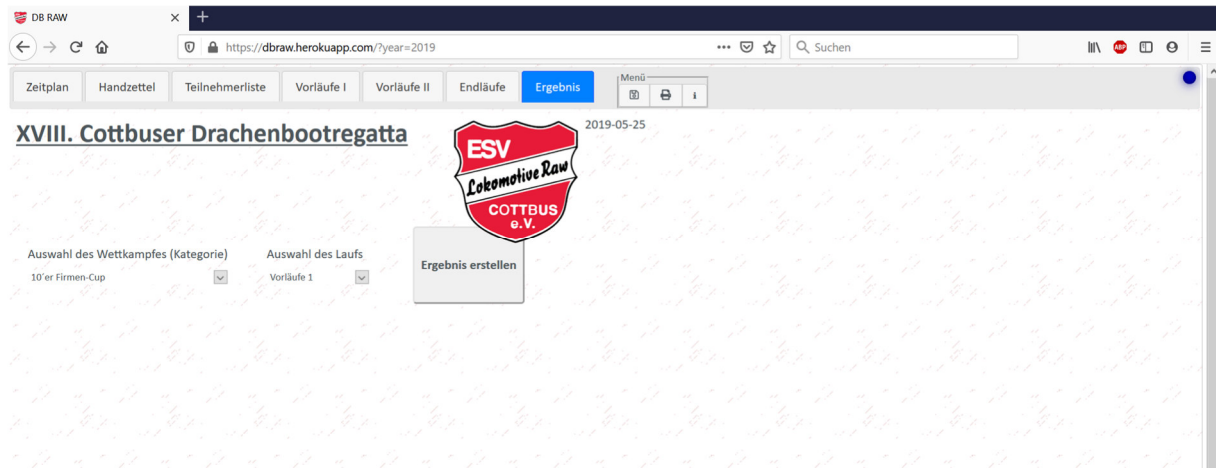 DB RAW
https://dbraw.herokuapp.com/?year=2019
Suchen
ABP
Zeitplan
Handzettel
Teilnehmerliste
Vorläufe I
Vorläufe II
Endläufe
Ergebnis
Menü
i
XVIII. Cottbuser Drachenbootregatta
2019-05-25
ESV
Lokomotive Raw
COTTBUS
e.V.
Auswahl des Wettkampfes (Kategorie)
Auswahl des Laufs
10´er Firmen-Cup
Vorläufe 1
Ergebnis erstellen